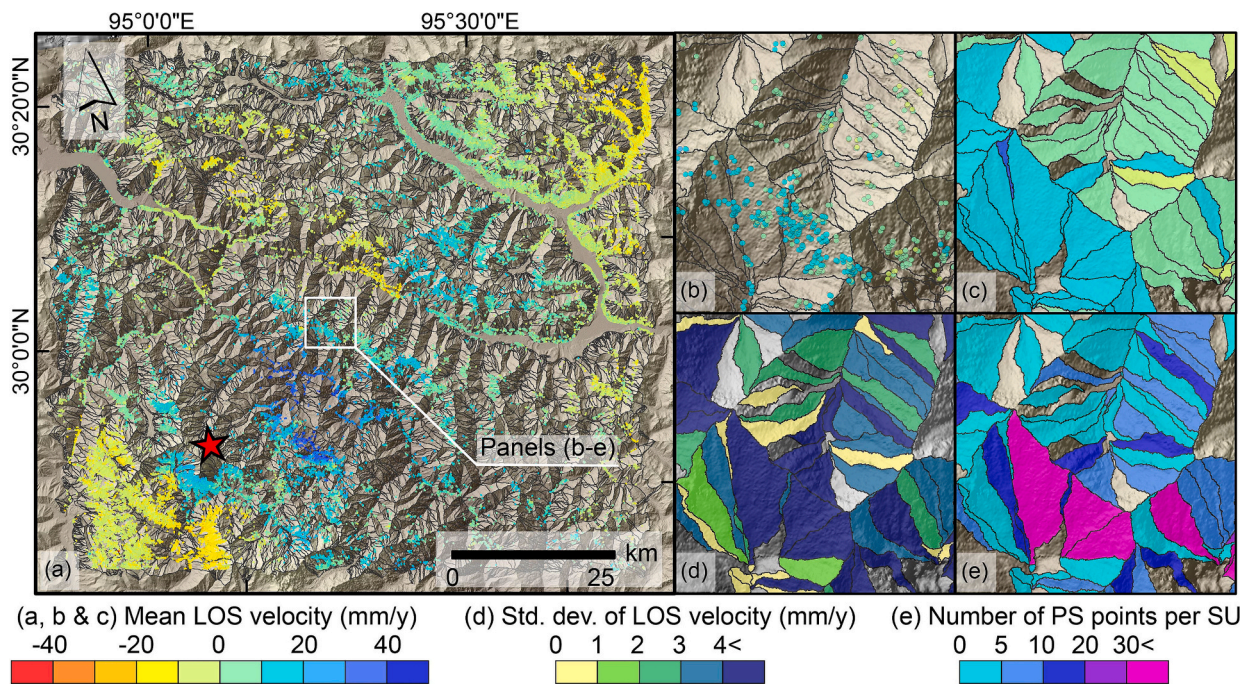 95°0'0"E
95°30'0"E
30°20'0"N
30°0'0"N
N
Panels (b-e)
km
0 25
(a)
(b)
(c)
(d)
(e)
(a, b & c) Mean LOS velocity (mm/y)
-40 -20 0 20 40
(d) Std. dev. of LOS velocity (mm/y)
0 1 2 3 4<
(e) Number of PS points per SU
0 5 10 20 30<